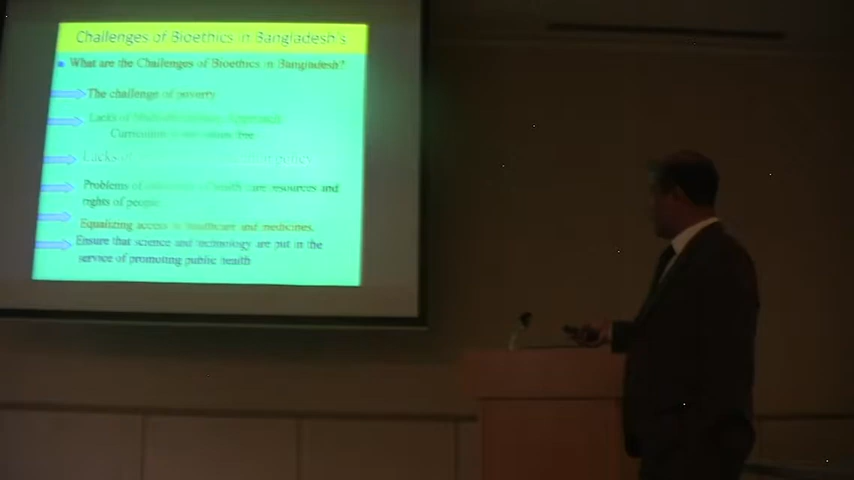 Challenges of Bioethics in Bangladesh's
What are the Challenges of Bioethics in Bangladesh?
The challenge of poverty
Lacks of
Lacks of policy
Problems of health care resources and
rights of people
Equalizing access to healthcare and medicines.
Ensure that science and technology are put in the
service of promoting public health